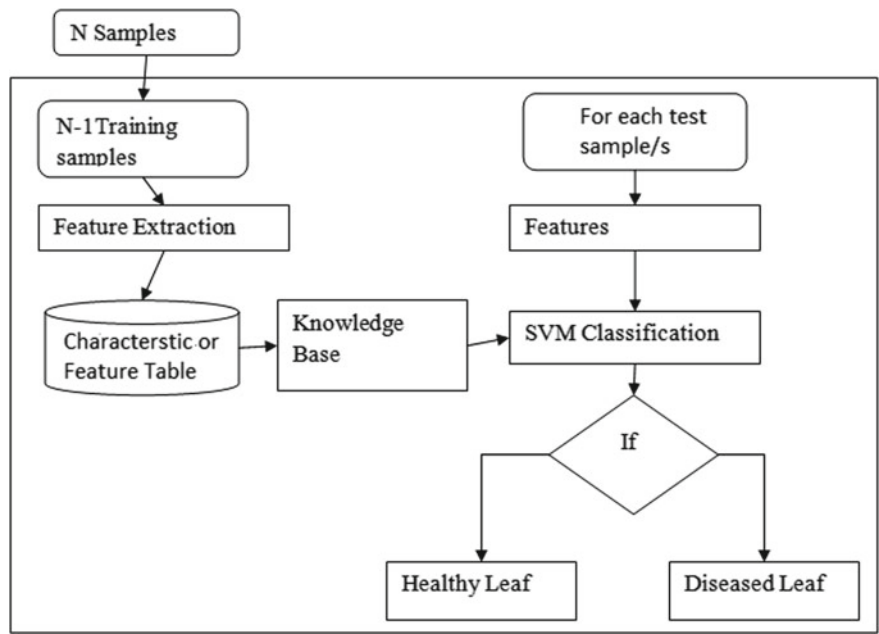 N Samples
N-1Training
samples
For each test
sample/s
Feature Extraction
Features
Characterstic or
Feature Table
Knowledge
Base
SVM Classification
If
Healthy Leaf
Diseased Leaf